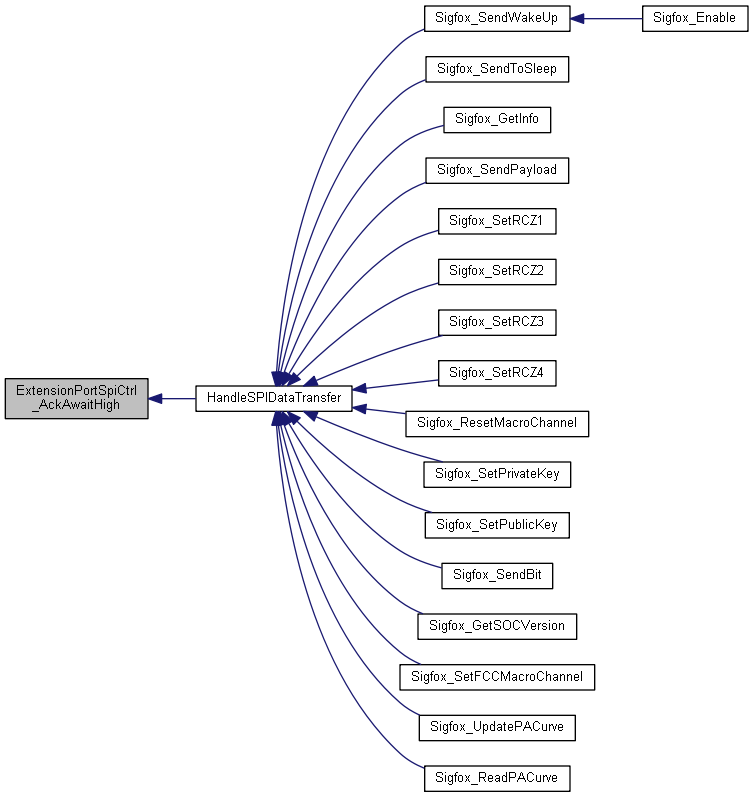 Sigfox_SendWakeUp
Sigfox_Enable
Sigfox_SendToSleep
Sigfox_GetInfo
Sigfox_SendPayload
Sigfox_SetRCZ1
Sigfox_SetRCZ2
Sigfox_SetRCZ3
Sigfox_SetRCZ4
ExtensionPortSpiCtrl
_AckAwaitHigh
HandleSPIDataTransfer
Sigfox_ResetMacroChannel
Sigfox_SetPrivateKey
Sigfox_SetPublicKey
Sigfox_SendBit
Sigfox_GetSOCVersion
Sigfox_SetFCCMacroChannel
Sigfox_UpdatePACurve
Sigfox_ReadPACurve